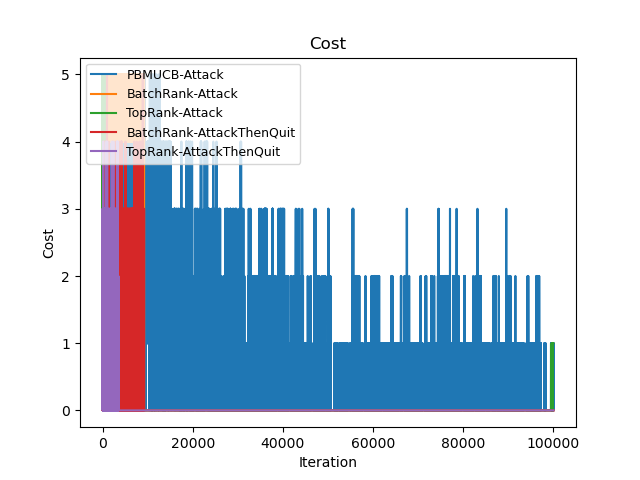 Cost
PBMUCB-Attack
BatchRank-Attack
TopRank-Attack
BatchRank-AttackThenQuit
TopRank-AttackThenQuit
5
4
3
2
1
0
Cost
0 20000 40000 60000 80000 100000
Iteration